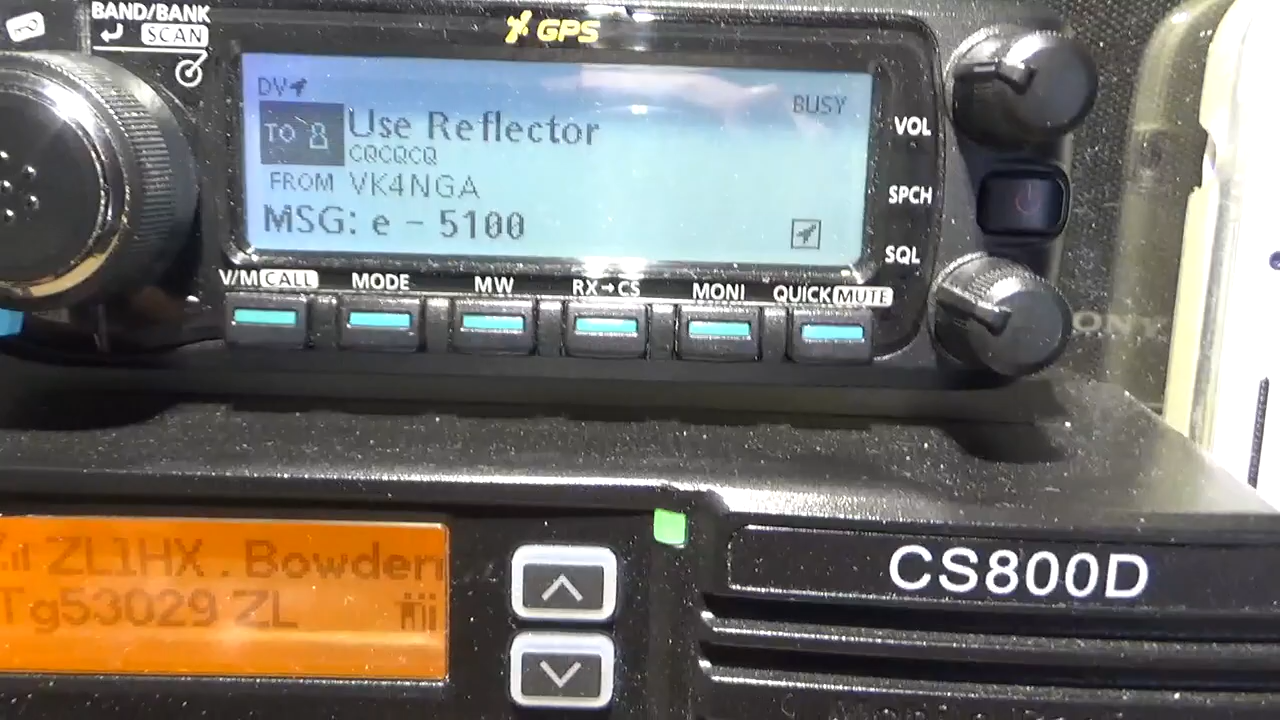 BAND/BANK
SCAN
GPS
DV
BUSY
TO
Use Reflector
CQCQCQ
FROM VK4NGA
MSG: e - 5100
VOL
SPCH
SQL
V/M CALL
MODE
MW
RX→CS
MONI
QUICK MUTE
ZL1HX . Bowden
Tg53029 ZL
CS800D